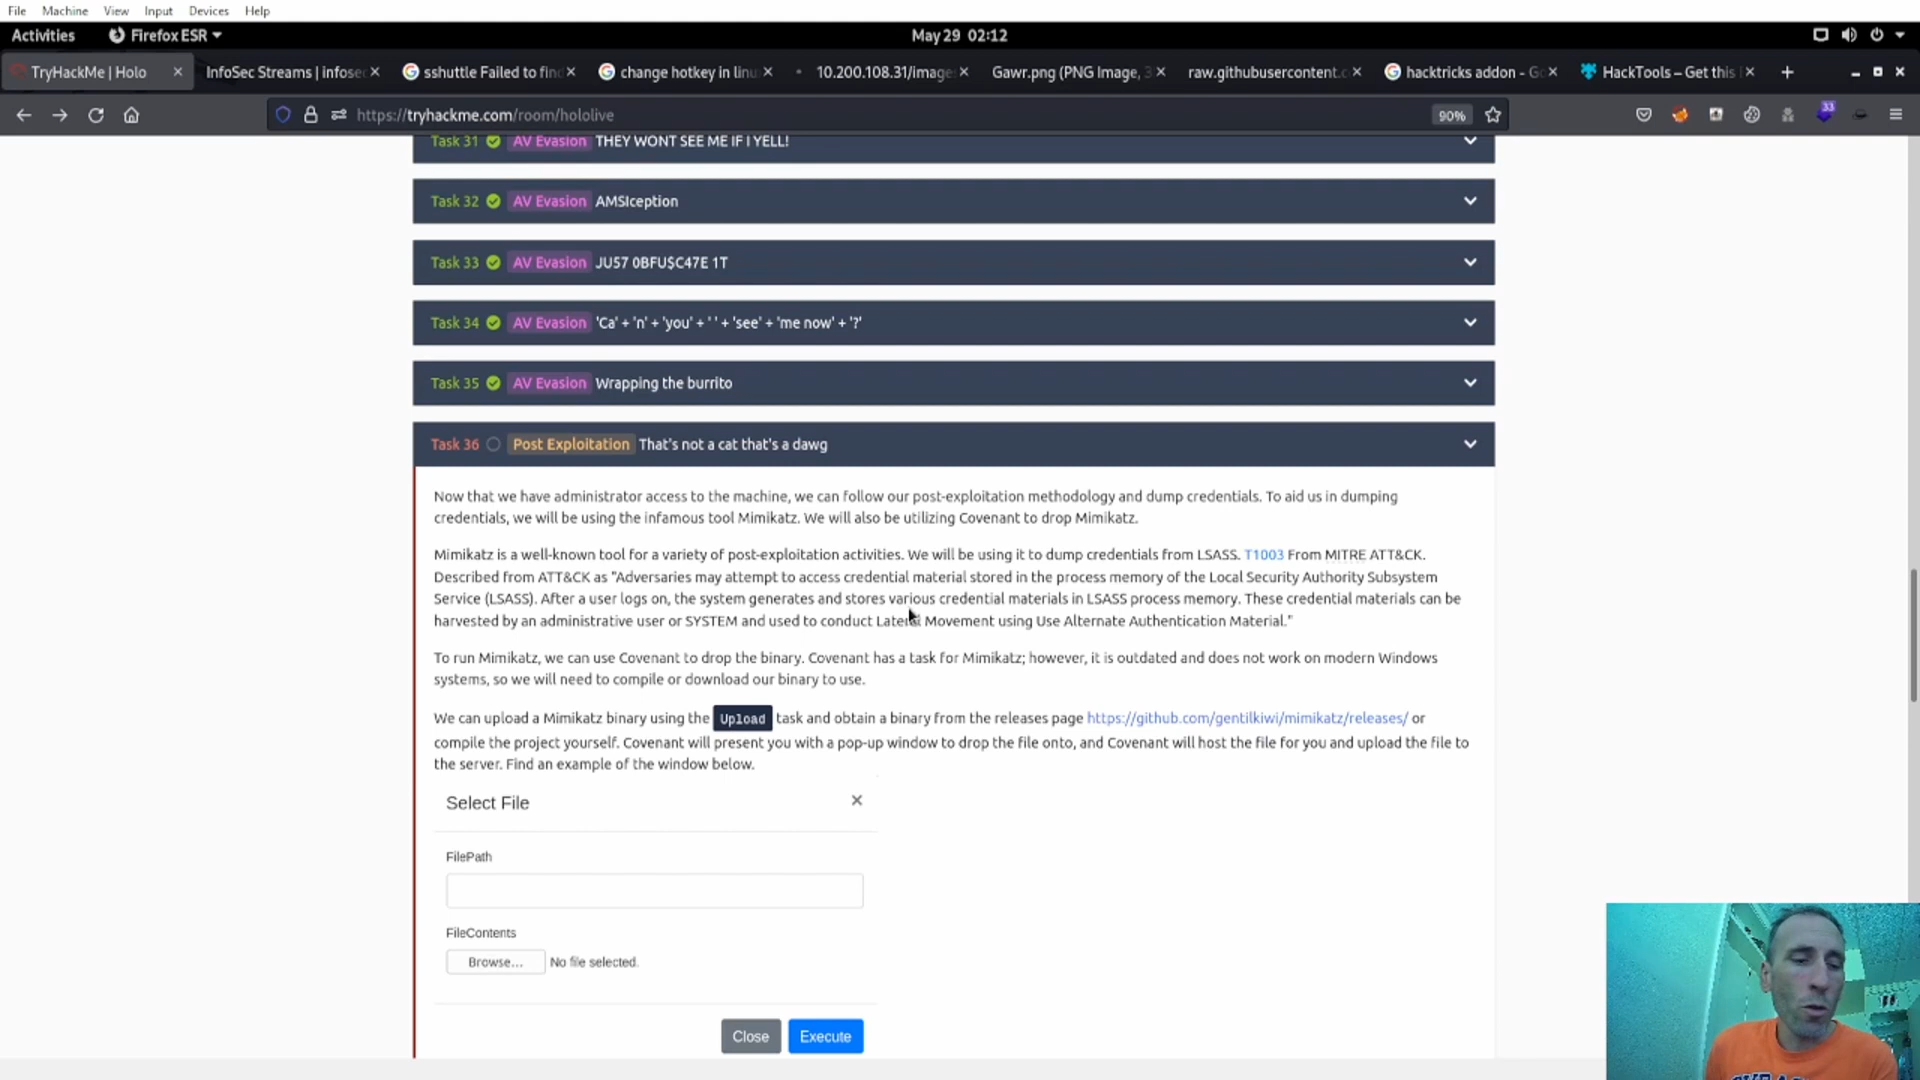 File Machine View Input Devices Help
Activities Firefox ESR May 29 02:12
TryHackMe | Holo InfoSec Streams | infosec sshuttle Failed to find change hotkey in linu 10.200.108.31/image Gawr.png (PNG Image, 3 raw.githubusercontent.c hacktricks addon - Go HackTools – Get this
https://tryhackme.com/room/hololive 90% 33
Task 31 AV Evasion THEY WONT SEE ME IF I YELL!
Task 32 AV Evasion AMSIception
Task 33 AV Evasion JU57 0BFU$C47E 1T
Task 34 AV Evasion 'Ca' + 'n' + 'you' + ' ' + 'see' + 'me now' + '?'
Task 35 AV Evasion Wrapping the burrito
Task 36 Post Exploitation That's not a cat that's a dawg
Now that we have administrator access to the machine, we can follow our post-exploitation methodology and dump credentials. To aid us in dumping
credentials, we will be using the infamous tool Mimikatz. We will also be utilizing Covenant to drop Mimikatz.
Mimikatz is a well-known tool for a variety of post-exploitation activities. We will be using it to dump credentials from LSASS. T1003 From MITRE ATT&CK.
Described from ATT&CK as "Adversaries may attempt to access credential material stored in the process memory of the Local Security Authority Subsystem
Service (LSASS). After a user logs on, the system generates and stores various credential materials in LSASS process memory. These credential materials can be
harvested by an administrative user or SYSTEM and used to conduct Lateral Movement using Use Alternate Authentication Material."
To run Mimikatz, we can use Covenant to drop the binary. Covenant has a task for Mimikatz; however, it is outdated and does not work on modern Windows
systems, so we will need to compile or download our binary to use.
We can upload a Mimikatz binary using the Upload task and obtain a binary from the releases page https://github.com/gentilkiwi/mimikatz/releases/ or
compile the project yourself. Covenant will present you with a pop-up window to drop the file onto, and Covenant will host the file for you and upload the file to
the server. Find an example of the window below.
Select File
FilePath
FileContents
Browse... No file selected.
Close Execute